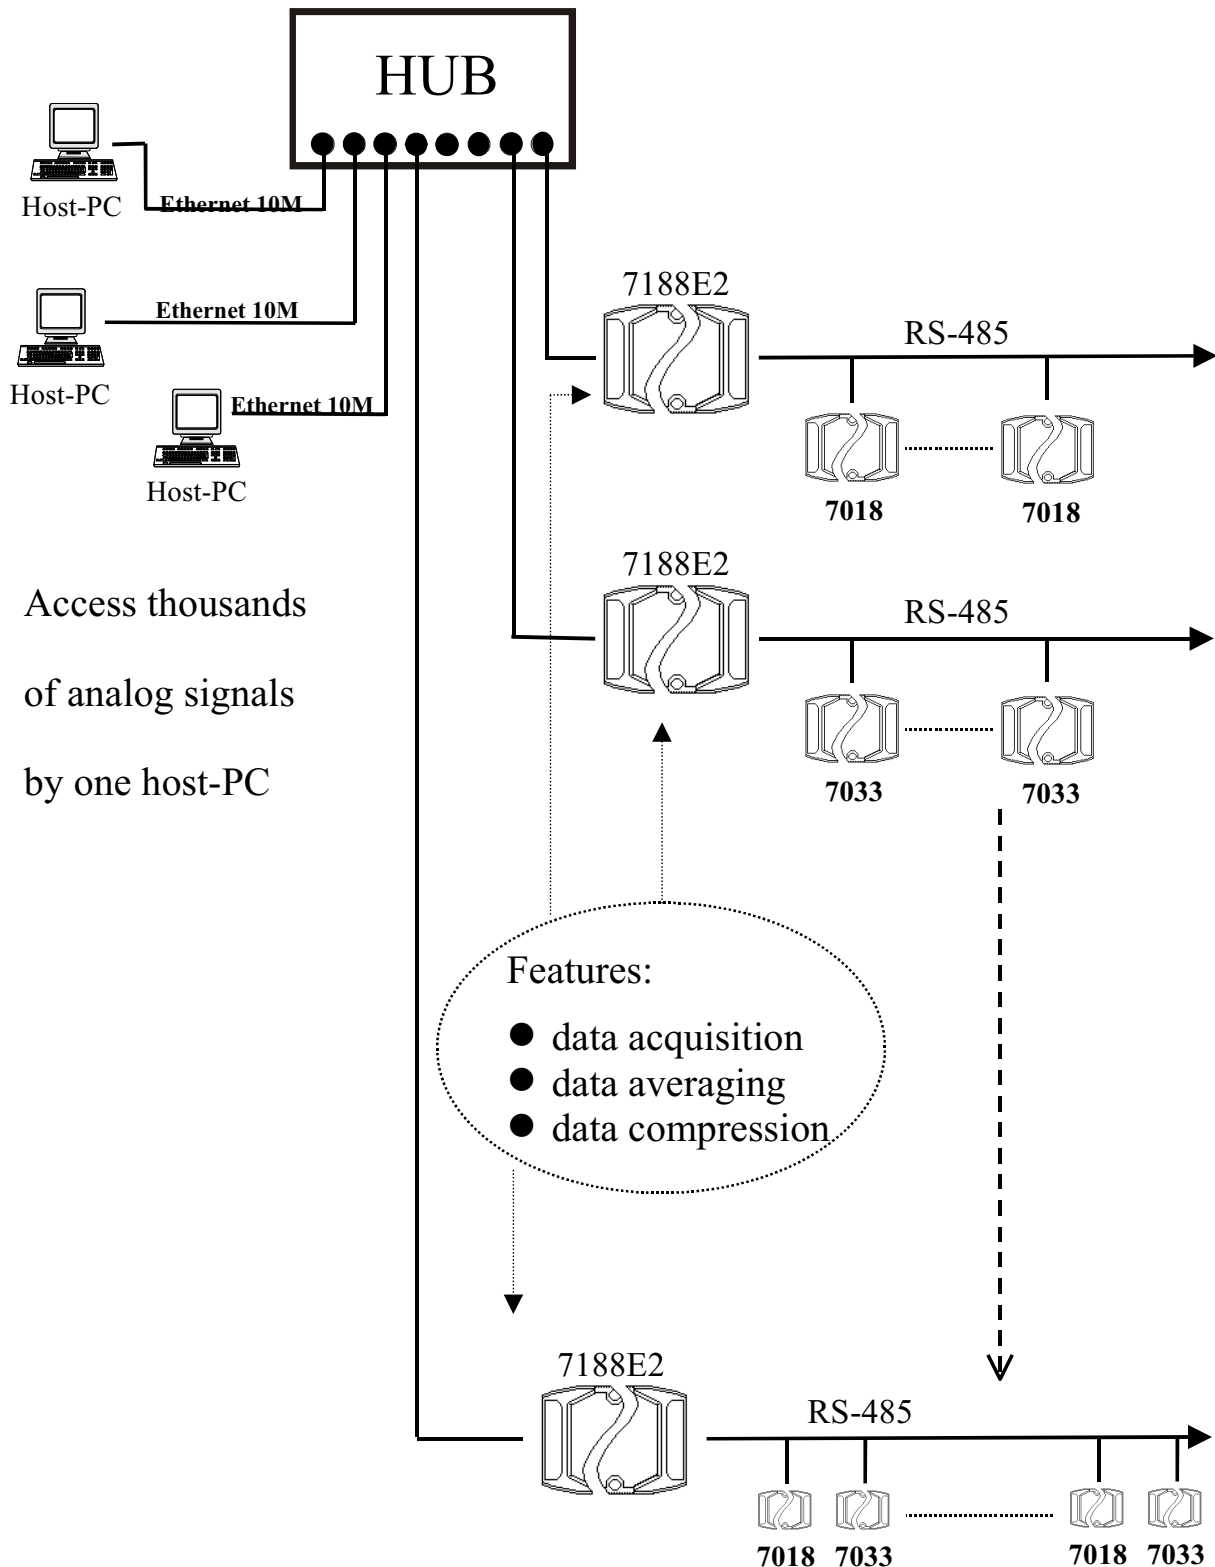 HUB
Host-PC
Ethernet 10M
Host-PC
Ethernet 10M
Host-PC
Ethernet 10M
7188E2
RS-485
7018
7018
7188E2
RS-485
7033
7033
Access thousands
of analog signals
by one host-PC
Features:
● data acquisition
● data averaging
● data compression
7188E2
RS-485
7018
7033
7018
7033